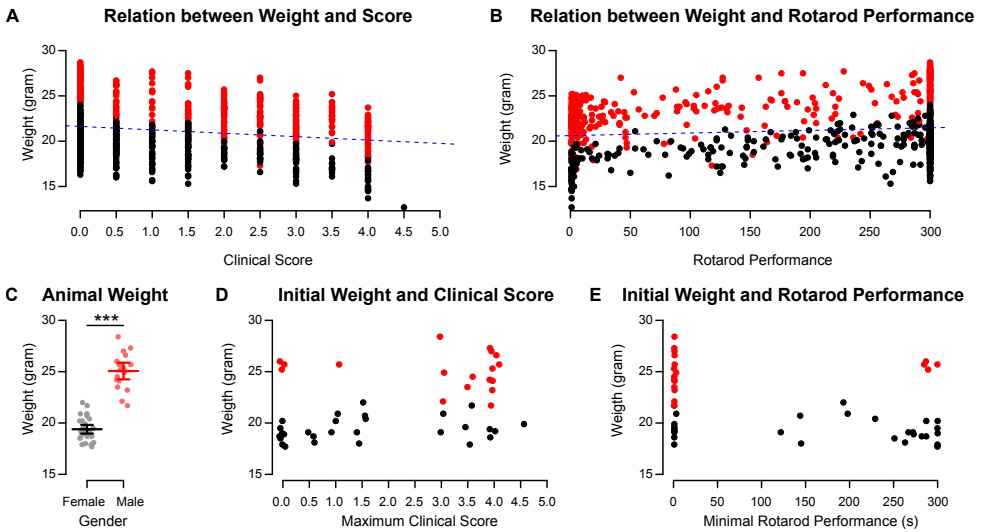 A Relation between Weight and Score
Weight (gram)
30
25
20
15
0.0 0.5 1.0 1.5 2.0 2.5 3.0 3.5 4.0 4.5 5.0
Clinical Score
B Relation between Weight and Rotarod Performance
Weight (gram)
30
25
20
15
0 50 100 150 200 250 300
Rotarod Performance
C Animal Weight
Weight (gram)
30
25
20
15
***
Female Male
Gender
D Initial Weight and Clinical Score
Weigth (gram)
30
25
20
15
0.0 0.5 1.0 1.5 2.0 2.5 3.0 3.5 4.0 4.5 5.0
Maximum Clinical Score
E Initial Weight and Rotarod Performance
Weigth (gram)
30
25
20
15
0 50 100 150 200 250 300
Minimal Rotarod Performance (s)